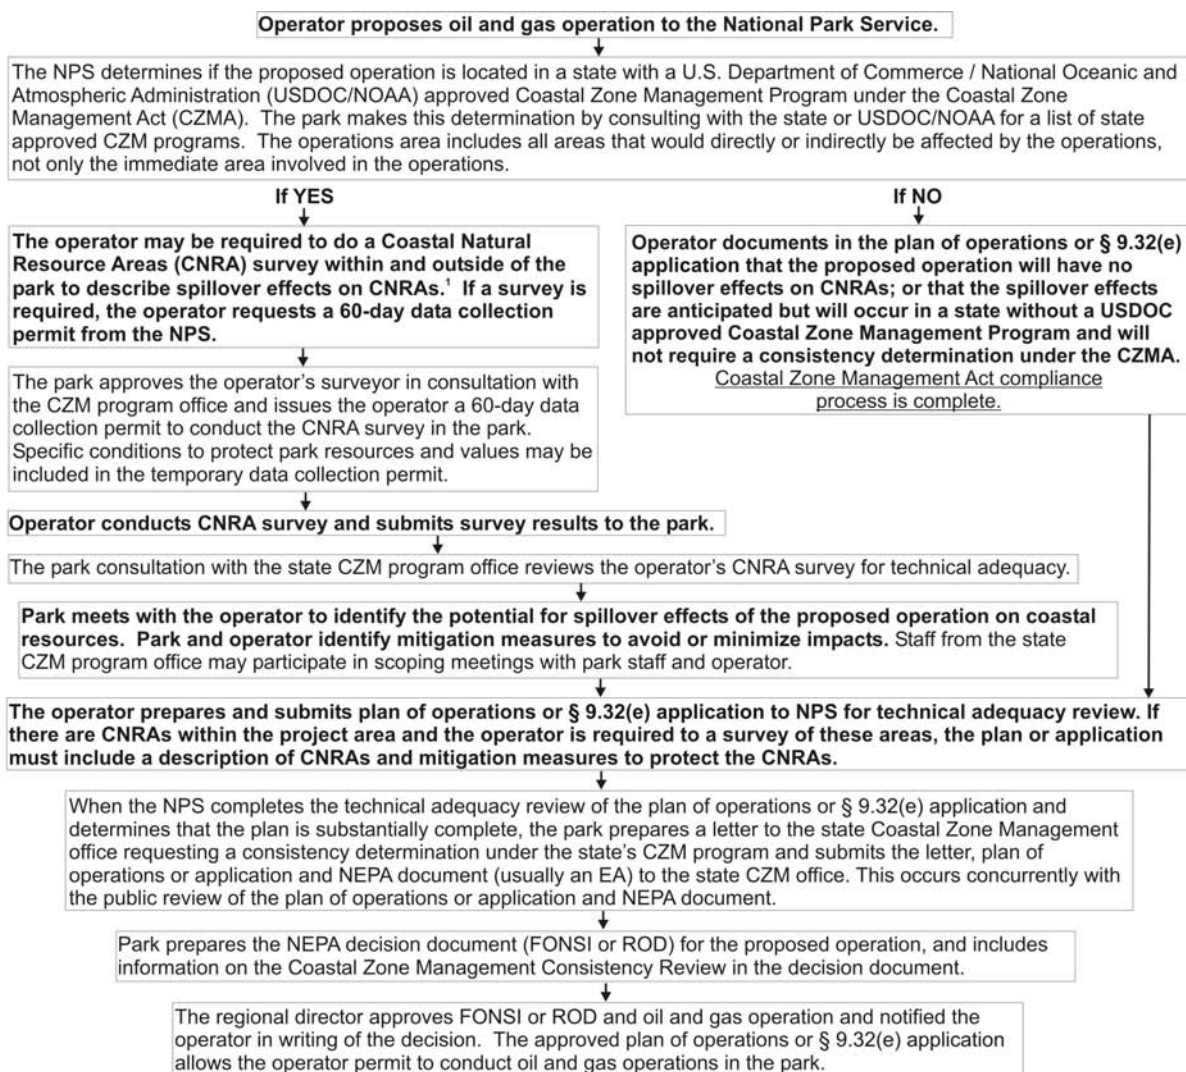 Operator proposes oil and gas operation to the National Park Service.
The NPS determines if the proposed operation is located in a state with a U.S. Department of Commerce / National Oceanic and
Atmospheric Administration (USDOC/NOAA) approved Coastal Zone Management Program under the Coastal Zone
Management Act (CZMA).  The park makes this determination by consulting with the state or USDOC/NOAA for a list of state
approved CZM programs.  The operations area includes all areas that would directly or indirectly be affected by the operations,
not only the immediate area involved in the operations.
If YES
The operator may be required to do a Coastal Natural
Resource Areas (CNRA) survey within and outside of the
park to describe spillover effects on CNRAs.¹  If a survey is
required, the operator requests a 60-day data collection
permit from the NPS.
The park approves the operator's surveyor in consultation with
the CZM program office and issues the operator a 60-day data
collection permit to conduct the CNRA survey in the park.
Specific conditions to protect park resources and values may be
included in the temporary data collection permit.
If NO
Operator documents in the plan of operations or § 9.32(e)
application that the proposed operation will have no
spillover effects on CNRAs; or that the spillover effects
are anticipated but will occur in a state without a USDOC
approved Coastal Zone Management Program and will
not require a consistency determination under the CZMA.
Coastal Zone Management Act compliance
process is complete.
Operator conducts CNRA survey and submits survey results to the park.
The park consultation with the state CZM program office reviews the operator's CNRA survey for technical adequacy.
Park meets with the operator to identify the potential for spillover effects of the proposed operation on coastal
resources.  Park and operator identify mitigation measures to avoid or minimize impacts. Staff from the state
CZM program office may participate in scoping meetings with park staff and operator.
The operator prepares and submits plan of operations or § 9.32(e) application to NPS for technical adequacy review. If
there are CNRAs within the project area and the operator is required to a survey of these areas, the plan or application
must include a description of CNRAs and mitigation measures to protect the CNRAs.
When the NPS completes the technical adequacy review of the plan of operations or § 9.32(e) application and
determines that the plan is substantially complete, the park prepares a letter to the state Coastal Zone Management
office requesting a consistency determination under the state's CZM program and submits the letter, plan of
operations or application and NEPA document (usually an EA) to the state CZM office. This occurs concurrently with
the public review of the plan of operations or application and NEPA document.
Park prepares the NEPA decision document (FONSI or ROD) for the proposed operation, and includes
information on the Coastal Zone Management Consistency Review in the decision document.
The regional director approves FONSI or ROD and oil and gas operation and notified the
operator in writing of the decision.  The approved plan of operations or § 9.32(e) application
allows the operator permit to conduct oil and gas operations in the park.